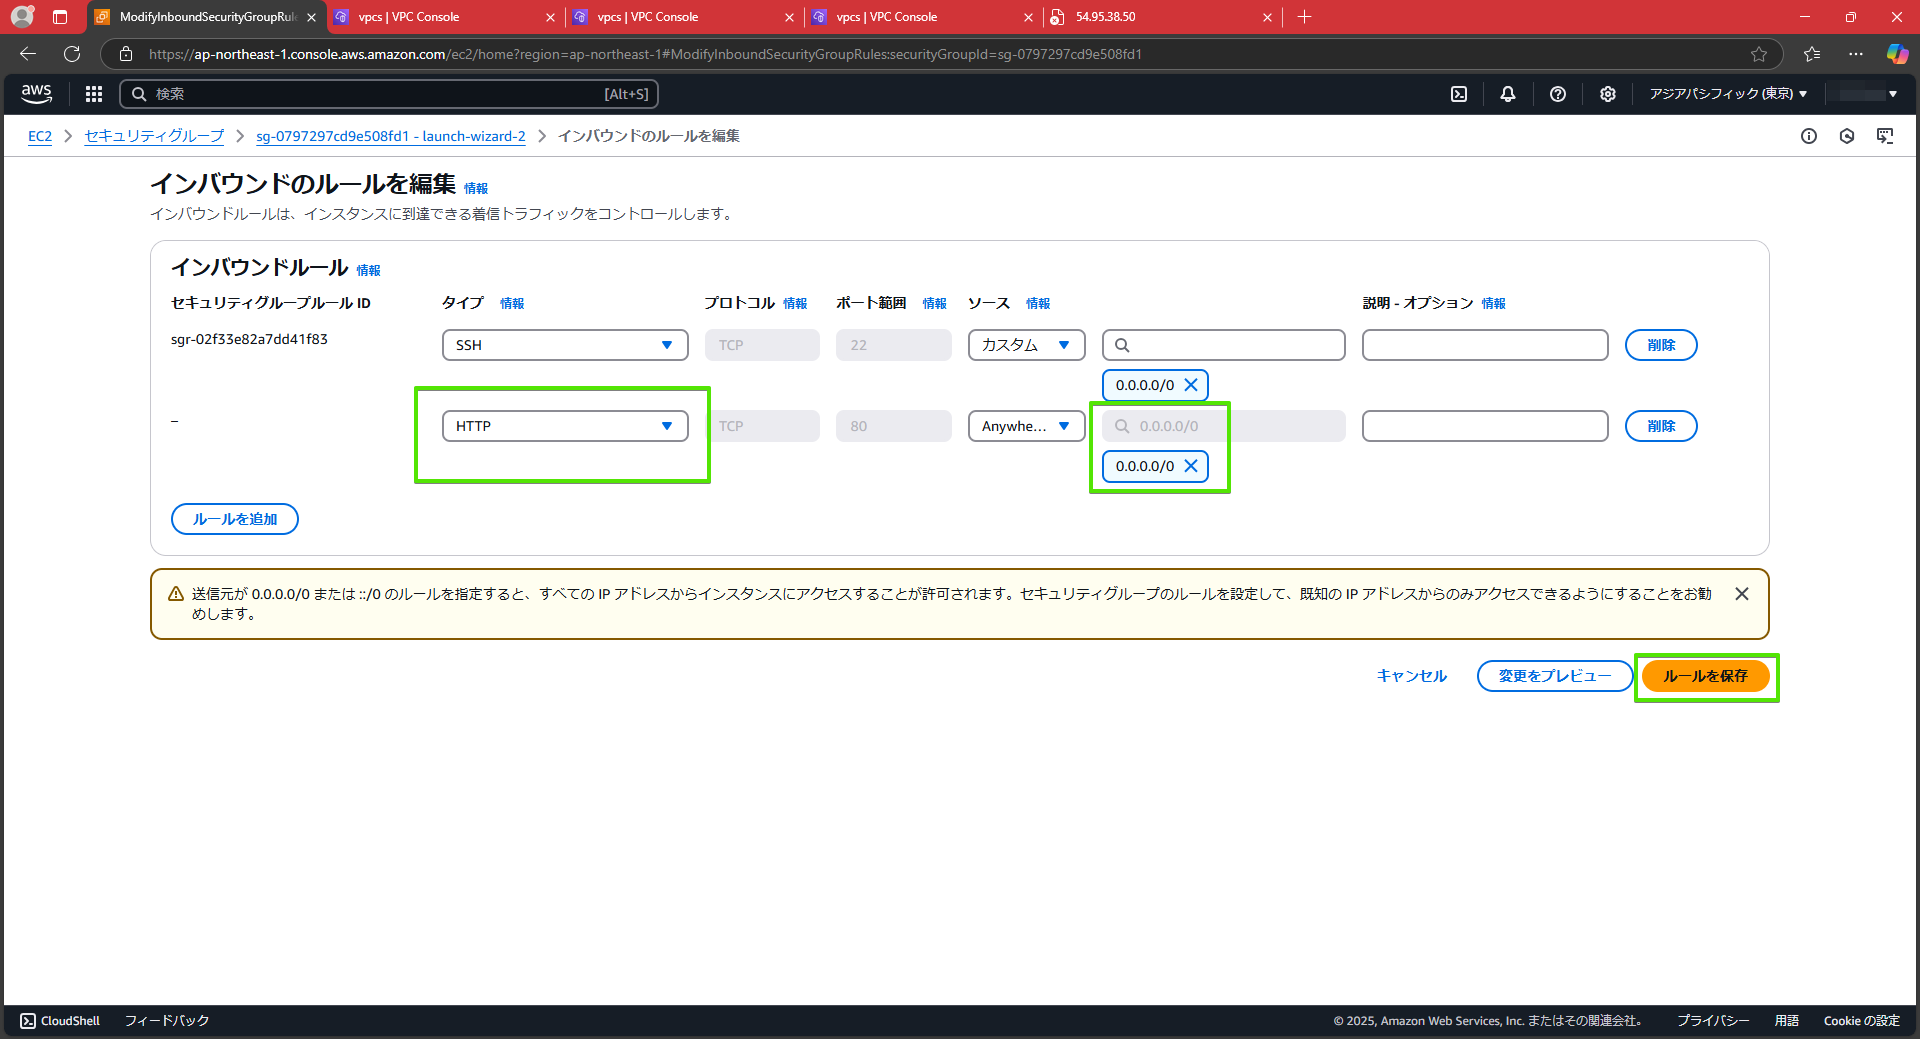 ModifyInboundSecurityGroupRule
vpcs | VPC Console
vpcs | VPC Console
vpcs | VPC Console
54.95.38.50
https://ap-northeast-1.console.aws.amazon.com/ec2/home?region=ap-northeast-1#ModifyInboundSecurityGroupRules:securityGroupId=sg-0797297cd9e508fd1
aws
検索
[Alt+S]
アジアパシフィック (東京)
EC2
セキュリティグループ
sg-0797297cd9e508fd1 - launch-wizard-2
インバウンドのルールを編集
インバウンドのルールを編集 情報
インバウンドルールは、インスタンスに到達できる着信トラフィックをコントロールします。
インバウンドルール 情報
セキュリティグループルール ID タイプ 情報 プロトコル 情報 ポート範囲 情報 ソース 情報 説明 - オプション 情報
sgr-02f33e82a7dd41f83 SSH TCP 22 カスタム 削除
0.0.0.0/0
– HTTP TCP 80 Anywhe... 0.0.0.0/0 削除
0.0.0.0/0
ルールを追加
送信元が 0.0.0.0/0 または ::/0 のルールを指定すると、すべての IP アドレスからインスタンスにアクセスすることが許可されます。セキュリティグループのルールを設定して、既知の IP アドレスからのみアクセスできるようにすることをお勧
めします。
キャンセル 変更をプレビュー ルールを保存
CloudShell フィードバック © 2025, Amazon Web Services, Inc. またはその関連会社。 プライバシー 用語 Cookie の設定